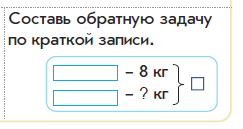 Составь обратную задачу
по краткой записи.
– 8 кг
– ? кг